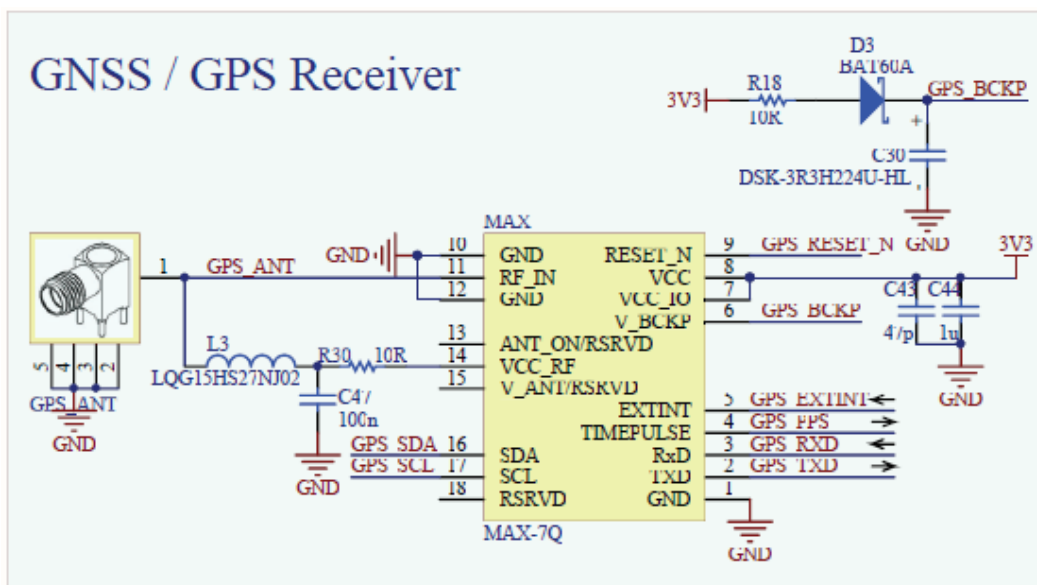 GNSS / GPS Receiver
D3
BAT60A
R18
3V3
10R
GPS_BCKP
+
C30
DSK-3R3H224U-HL
GND
MAX
1
GPS_ANT
GND
10
GND
11
RF_IN
12
GND
13
ANT_ON/RSRVD
14
VCC_RF
15
V_ANT/RSRVD
RESET_N
9
GPS_RESET_N
VCC
8
VCC_IO
7
V_BCKP
6
GPS_BCKP
3V3
C43
C44
47p
1u
GND
L3
LQG15HS27NJ02
R30
10R
C47
100n
GND
5
4
3
2
GPS_ANT
GND
EXTINT
5
GPS_EXTINT
TIMEPULSE
4
GPS_PPS
RxD
3
GPS_RXD
TXD
2
GPS_TXD
GND
1
GND
GPS_SDA
16
SDA
GPS_SCL
17
SCL
18
RSRVD
MAX-7Q